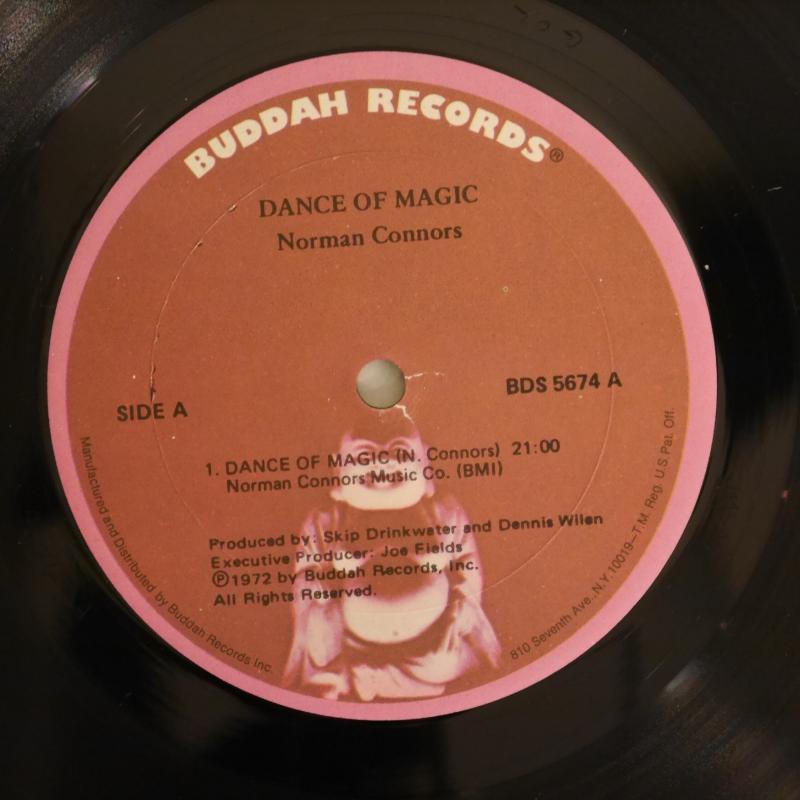 BUDDAH RECORDS®
DANCE OF MAGIC
Norman Connors
SIDE A
BDS 5674 A
1. DANCE OF MAGIC (N. Connors) 21:00
Norman Connors Music Co. (BMI)
Produced by: Skip Drinkwater and Dennis Wilen
Executive Producer: Joe Fields
Ⓟ1972 by Buddah Records, Inc.
All Rights Reserved.
Manufactured and Distributed by Buddah Records Inc.
810 Seventh Ave., N.Y. 10019–T.M. Reg. U.S. Pat. Off.